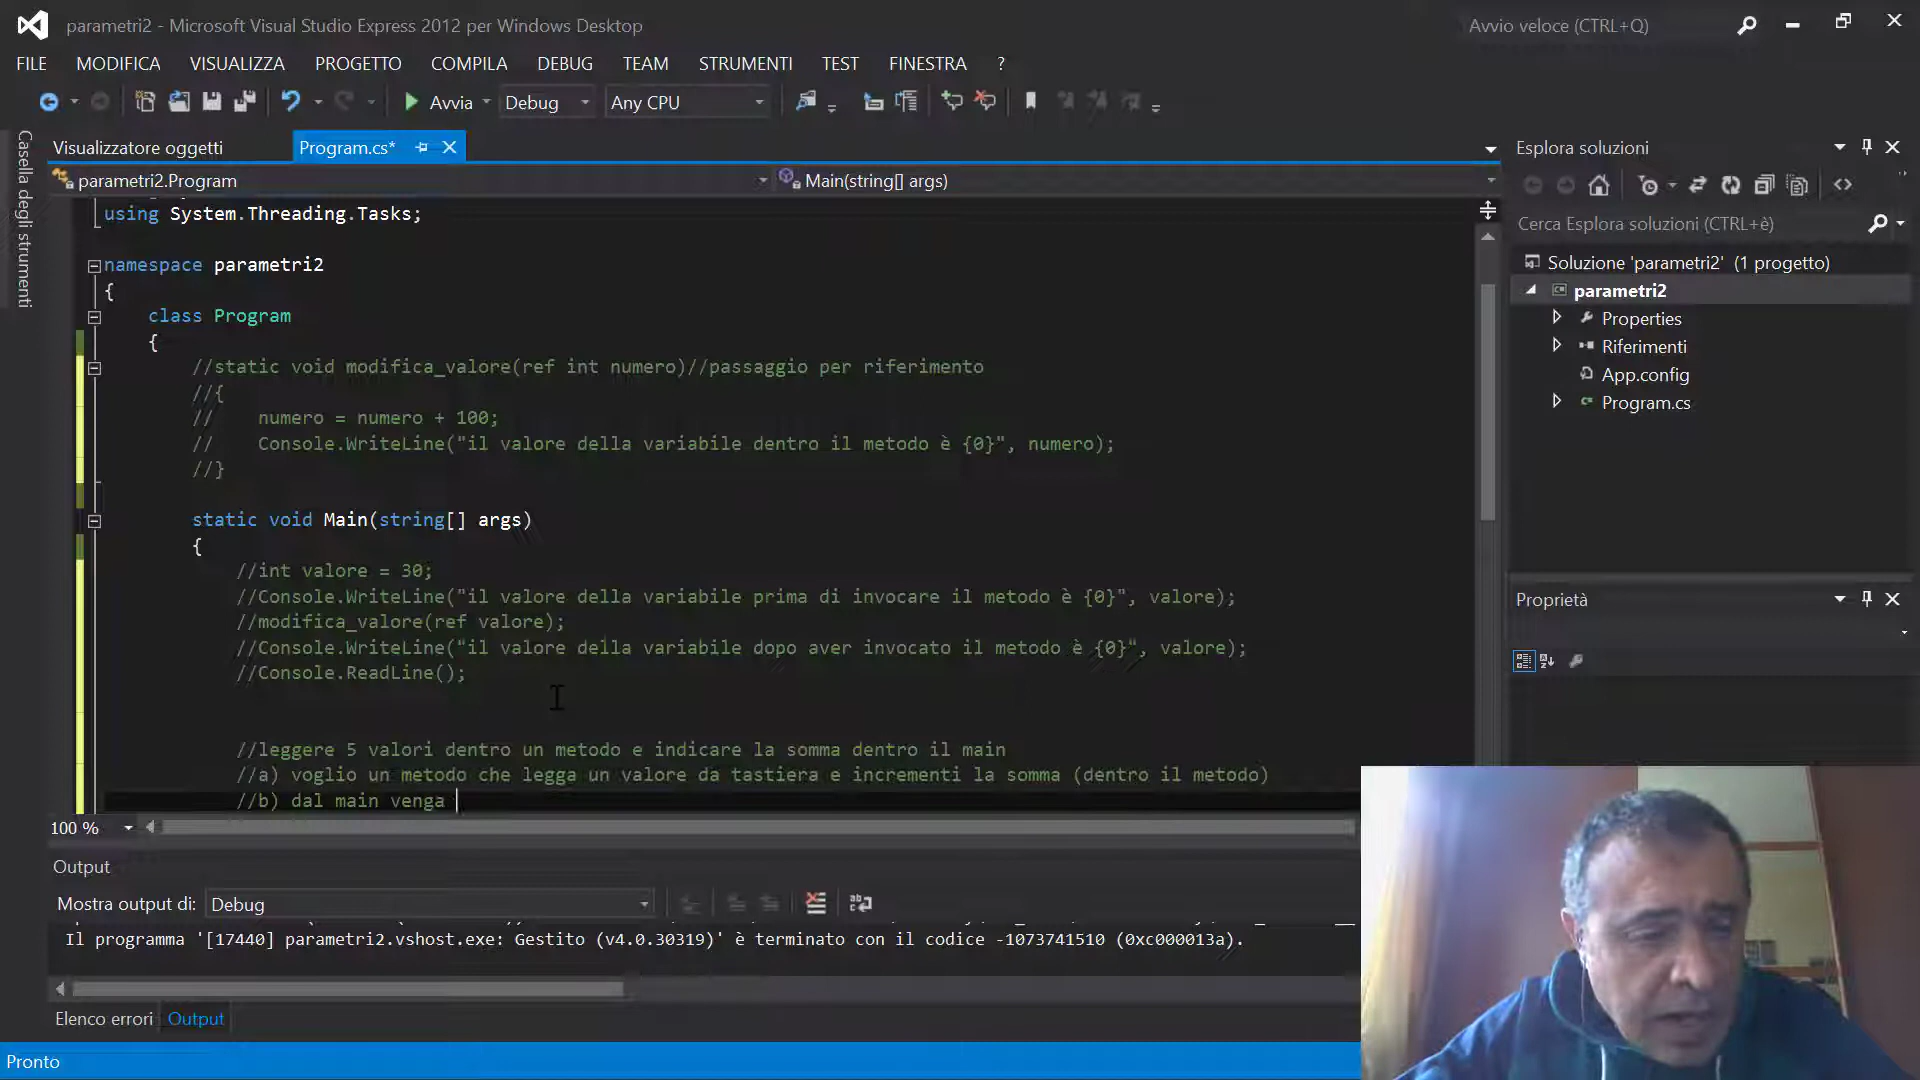 parametri2 - Microsoft Visual Studio Express 2012 per Windows Desktop
Avvio veloce (CTRL+Q)
FILE MODIFICA VISUALIZZA PROGETTO COMPILA DEBUG TEAM STRUMENTI TEST FINESTRA ?
Avvia Debug Any CPU
Casella degli strumenti
Visualizzatore oggetti
Program.cs*
parametri2.Program
Main(string[] args)
using System.Threading.Tasks;
namespace parametri2
{
class Program
{
//static void modifica_valore(ref int numero)//passaggio per riferimento
//{
// numero = numero + 100;
// Console.WriteLine("il valore della variabile dentro il metodo è {0}", numero);
//}
static void Main(string[] args)
{
//int valore = 30;
//Console.WriteLine("il valore della variabile prima di invocare il metodo è {0}", valore);
//modifica_valore(ref valore);
//Console.WriteLine("il valore della variabile dopo aver invocato il metodo è {0}", valore);
//Console.ReadLine();
//leggere 5 valori dentro un metodo e indicare la somma dentro il main
//a) voglio un metodo che legga un valore da tastiera e incrementi la somma (dentro il metodo)
//b) dal main venga
100 %
Output
Mostra output di: Debug
Il programma '[17440] parametri2.vshost.exe: Gestito (v4.0.30319)' è terminato con il codice -1073741510 (0xc000013a).
Elenco errori Output
Pronto
Esplora soluzioni
Cerca Esplora soluzioni (CTRL+è)
Soluzione 'parametri2' (1 progetto)
parametri2
Properties
Riferimenti
App.config
Program.cs
Proprietà